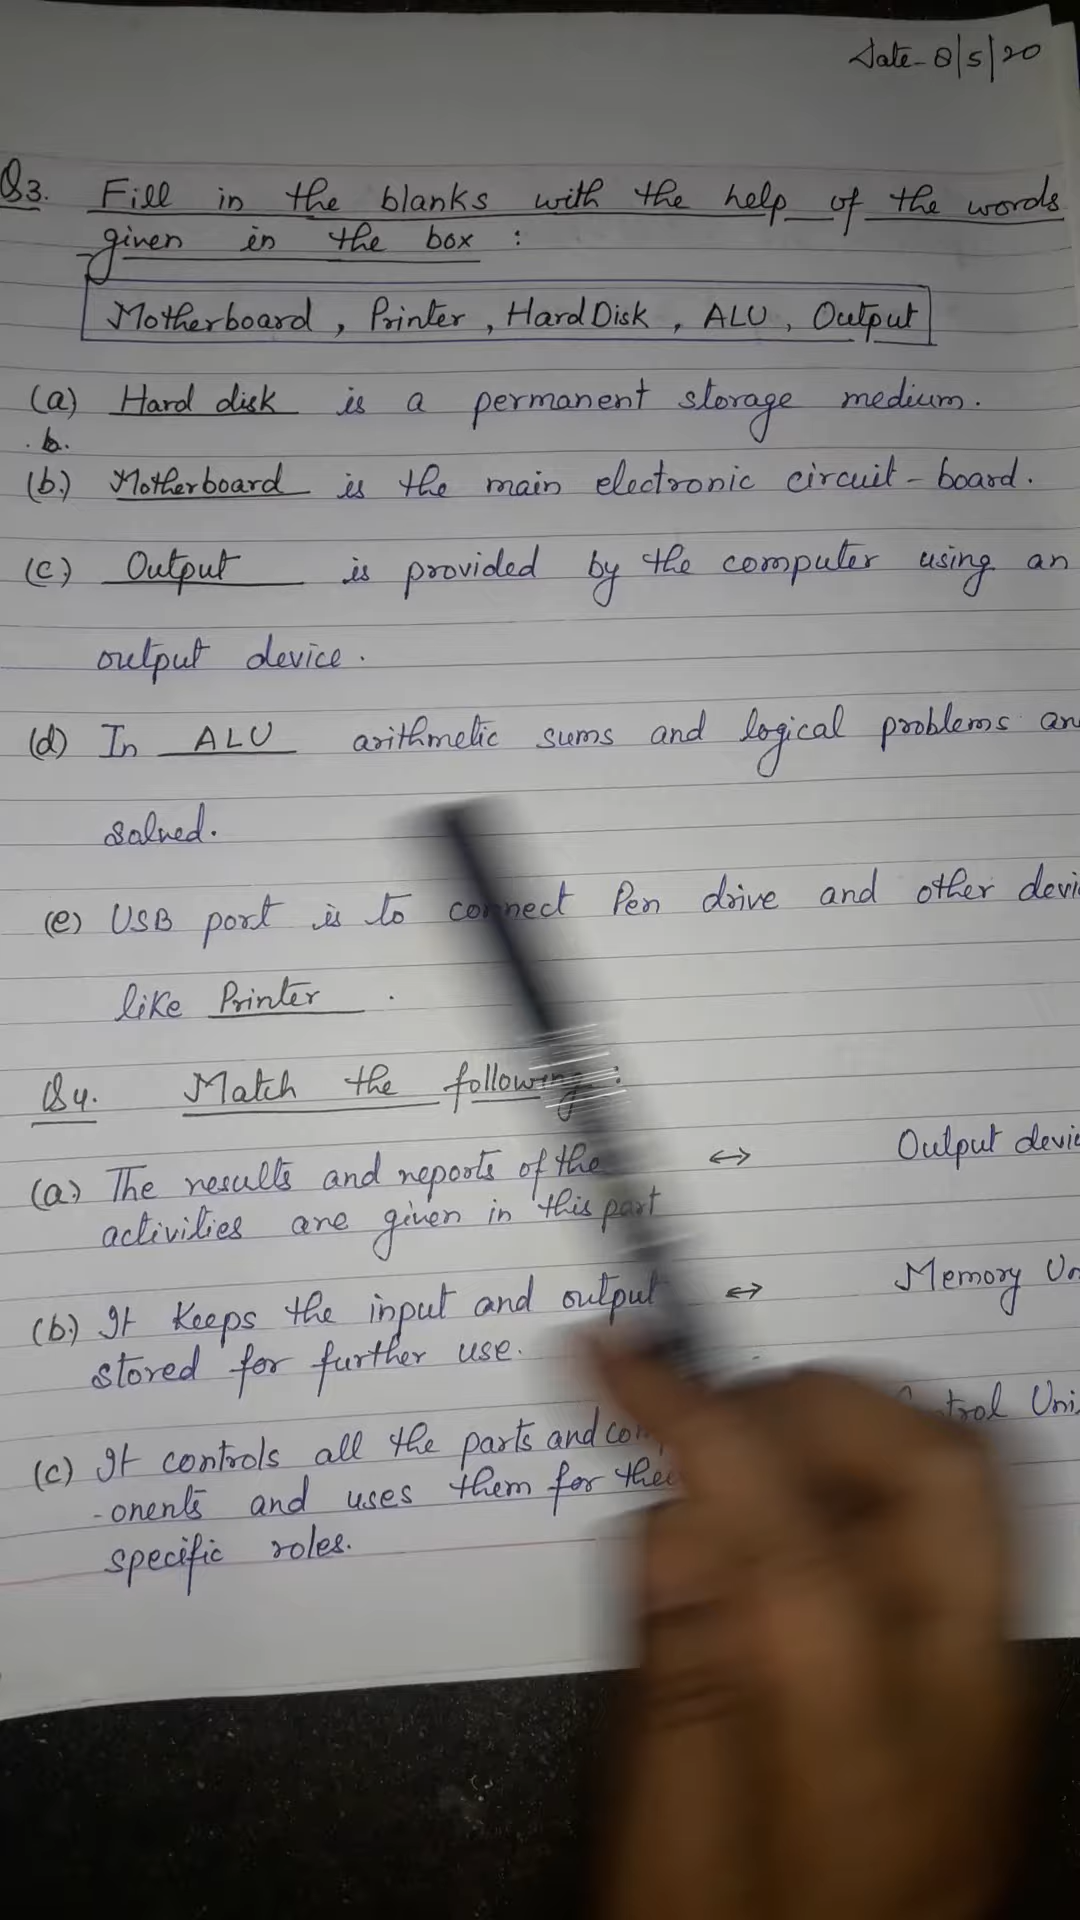 Date- 8/5/20
Q3. Fill in the blanks with the help of the words
given in the box :
Motherboard, Printer, Hard Disk, ALU, Output
(a) Hard disk is a permanent storage medium.
b.
(b.) Motherboard is the main electronic circuit-board.
(c) Output is provided by the computer using an
output device.
(d) In ALU arithmetic sums and logical problems
solved.
(e) USB port is to connect Pen drive and other
like Printer .
Q4. Match the following:
(a) The results and reports of the ↔ Output
activities are given in this part
(b.) It keeps the input and output ↔ Memory
stored for further use.
(c) It controls all the parts and
-onents and uses them for
specific roles.